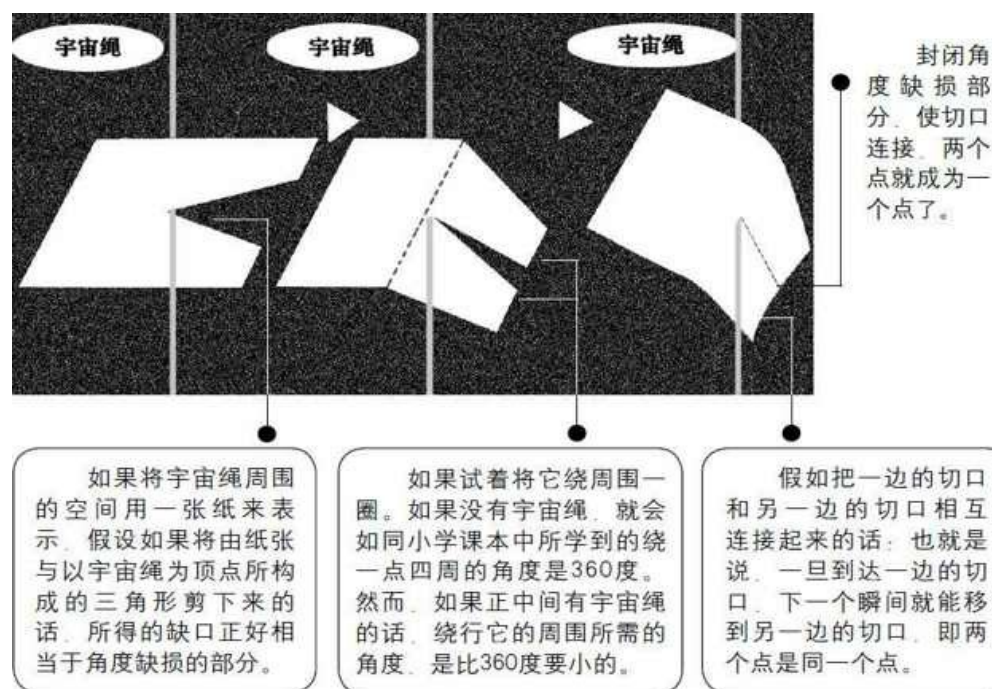 宇宙绳
宇宙绳
宇宙绳
封闭角
度缺损部
分．使切口
连接．两个
点就成为一
个点了。
如果将宇宙绳周围
的空间用一张纸来表
示．假设如果将由纸张
与以宇宙绳为顶点所构
成的三角形剪下来的
话．所得的缺口正好相
当于角度缺损的部分。
如果试着将它绕周围一
圈。如果没有宇宙绳．就会
如同小学课本中所学到的绕
一点四周的角度是360度。
然而．如果正中间有宇宙绳
的话．绕行它的周围所需的
角度．是比360度要小的。
假如把一边的切口
和另一边的切口相互
连接起来的话；也就是
说．一旦到达一边的切
口．下一个瞬间就能移
到另一边的切口．即两
个点是同一个点。